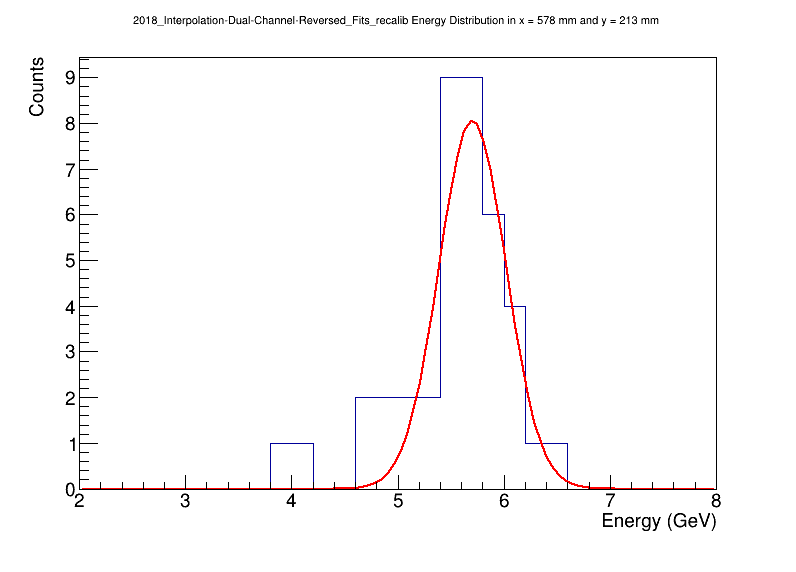 2018_Interpolation-Dual-Channel-Reversed_Fits_recalib Energy Distribution in x = 578 mm and y = 213 mm
Counts
9
8
7
6
5
4
3
2
1
0
2 3 4 5 6 7 8
Energy (GeV)